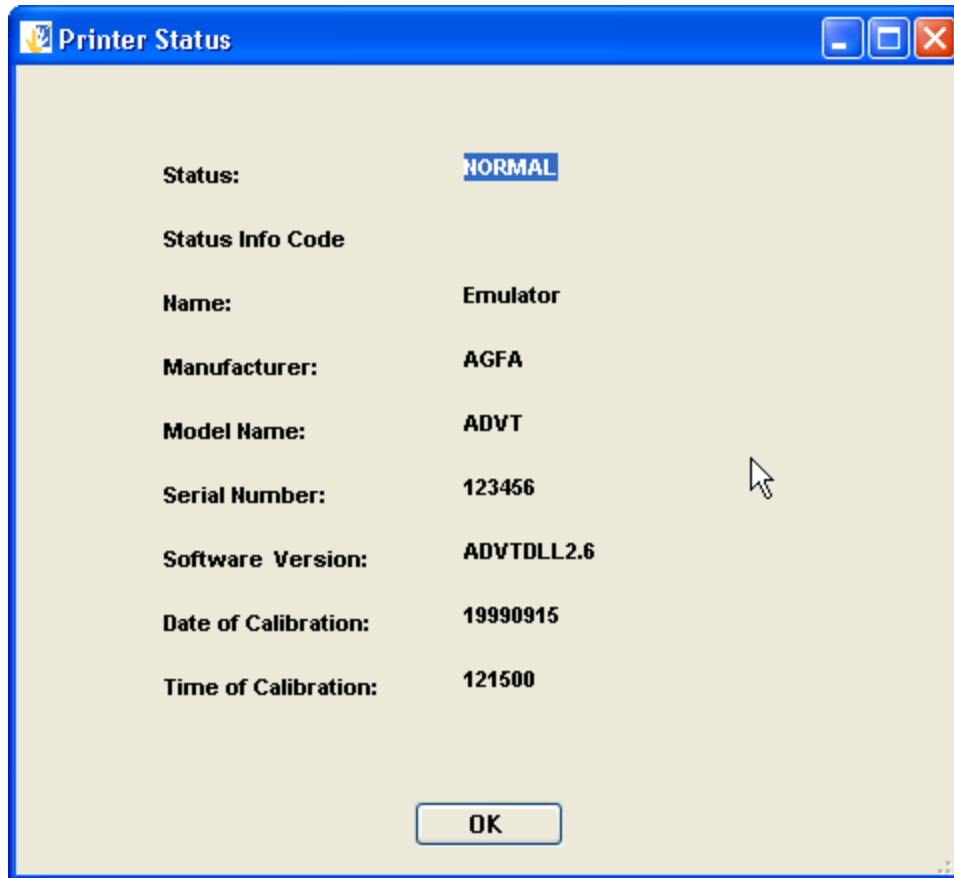 Printer Status
Status: NORMAL
Status Info Code
Name: Emulator
Manufacturer: AGFA
Model Name: ADVT
Serial Number: 123456
Software Version: ADVTDLL2.6
Date of Calibration: 19990915
Time of Calibration: 121500
OK